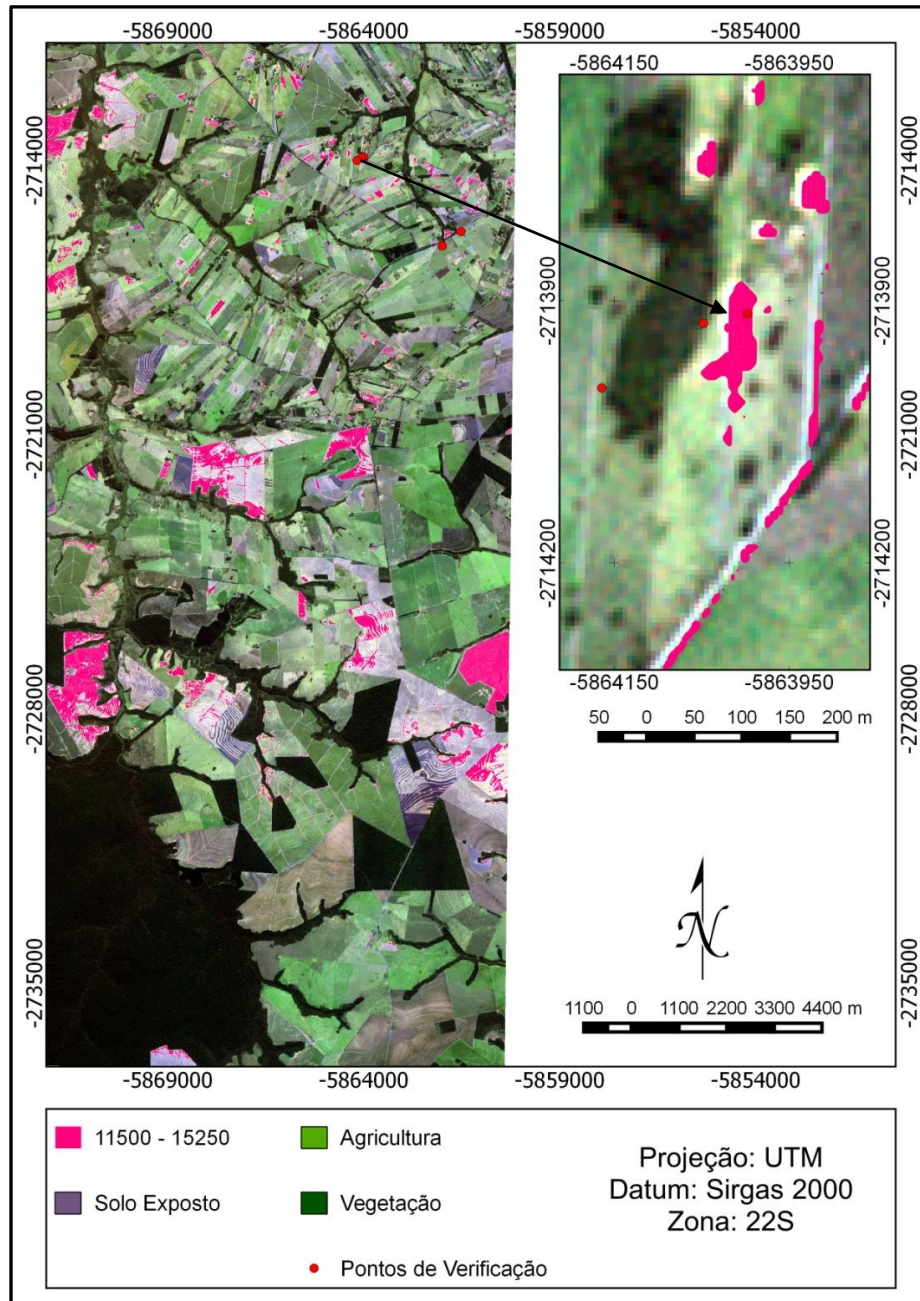 -5869000 -5864000 -5859000 -5854000
-5864150 -5863950
-2714000
-2721000
-2728000
-2735000
-2713900
-2714200
-2713900
-2714200
-2714000
-2721000
-2728000
-2735000
-5864150 -5863950
50 0 50 100 150 200 m
N
1100 0 1100 2200 3300 4400 m
-5869000 -5864000 -5859000 -5854000
11500 - 15250
Agricultura
Solo Exposto
Vegetação
Pontos de Verificação
Projeção: UTM
Datum: Sirgas 2000
Zona: 22S